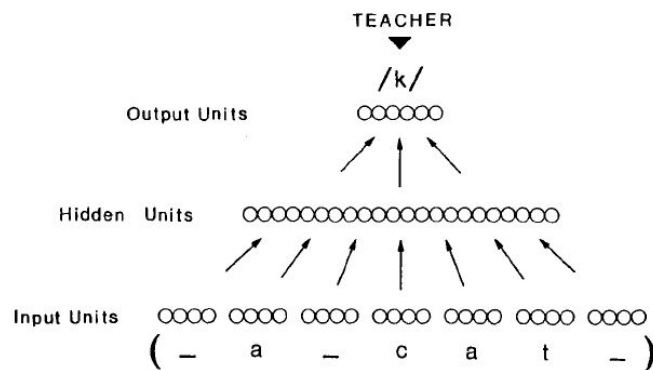 TEACHER
/k/
Output Units
Hidden Units
Input Units
( _ a _ c a t _ )